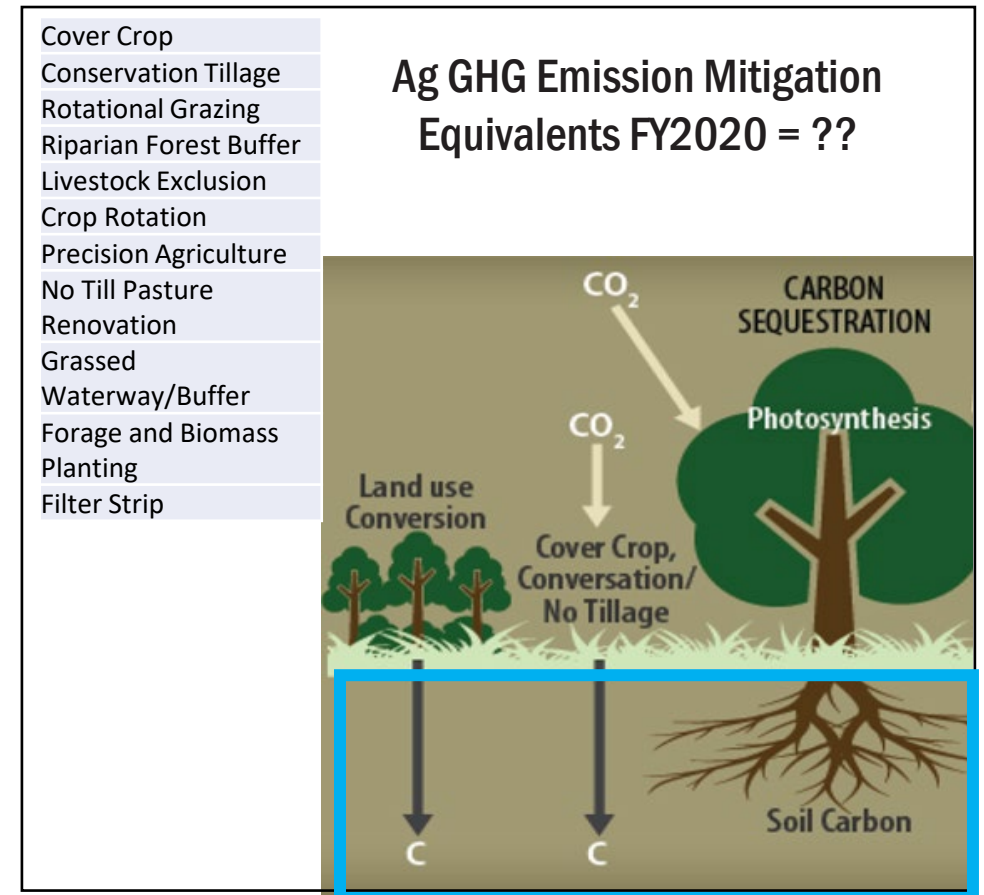 Cover Crop
Conservation Tillage
Rotational Grazing
Riparian Forest Buffer
Livestock Exclusion
Crop Rotation
Precision Agriculture
No Till Pasture
Renovation
Grassed
Waterway/Buffer
Forage and Biomass
Planting
Filter Strip
Ag GHG Emission Mitigation
Equivalents FY2020 = ??
CO₂
CARBON
SEQUESTRATION
CO₂
Photosynthesis
Land use
Conversion
Cover Crop,
Conversation/
No Tillage
Soil Carbon
C
C